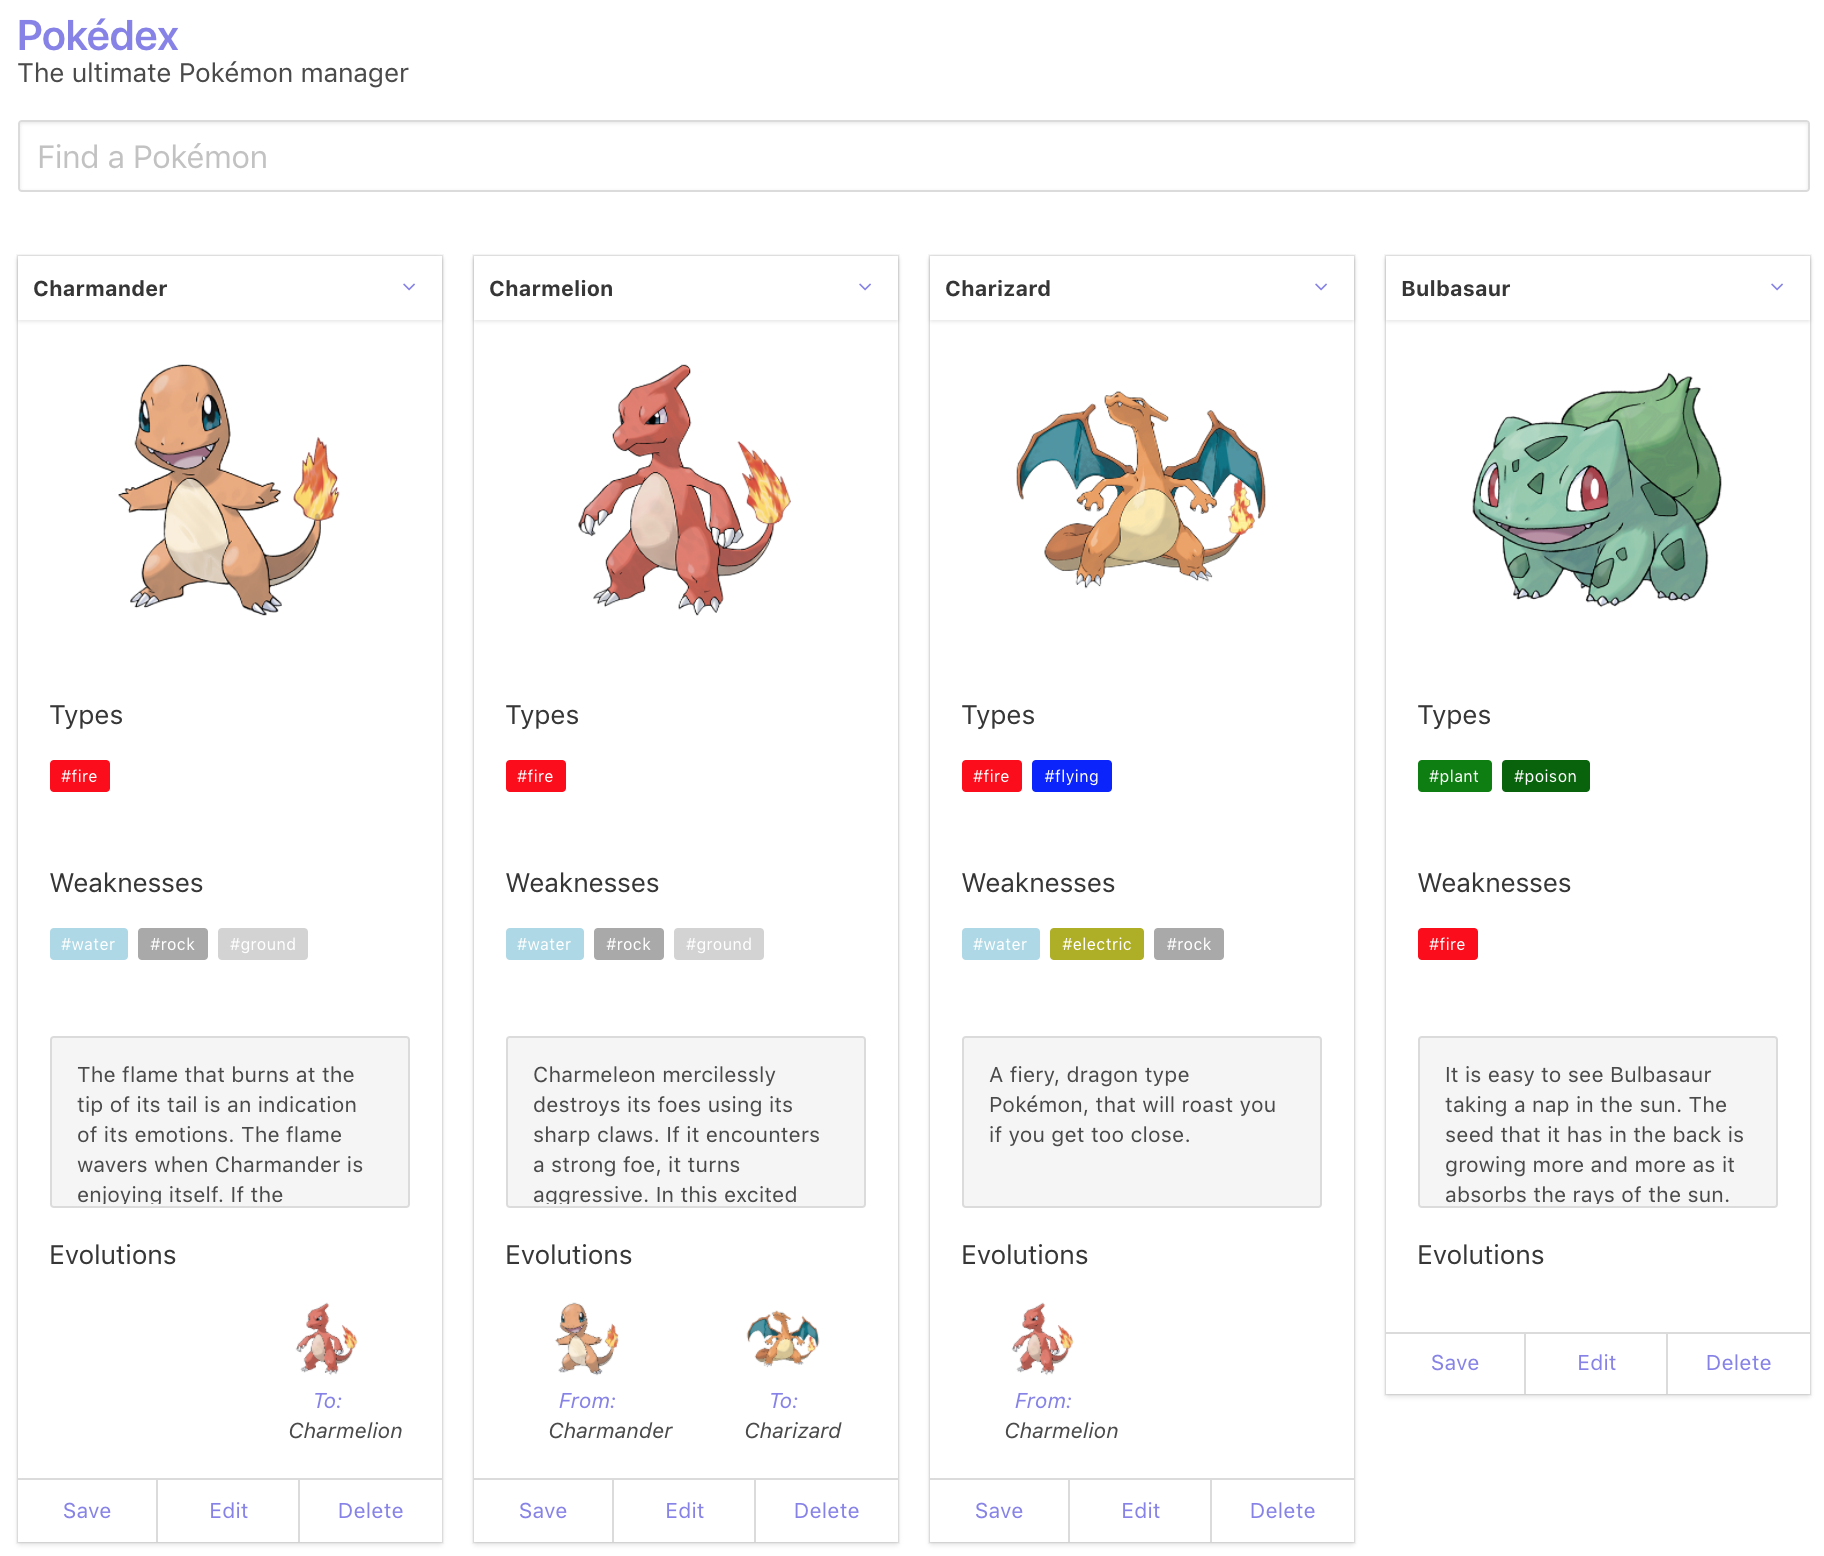 Pokédex
The ultimate Pokémon manager
Find a Pokémon
Charmander
Types
#fire
Weaknesses
#water #rock #ground
The flame that burns at the
tip of its tail is an indication
of its emotions. The flame
wavers when Charmander is
enjoying itself. If the
Evolutions
To:
Charmelion
Save Edit Delete
Charmelion
Types
#fire
Weaknesses
#water #rock #ground
Charmeleon mercilessly
destroys its foes using its
sharp claws. If it encounters
a strong foe, it turns
aggressive. In this excited
Evolutions
From: To:
Charmander Charizard
Save Edit Delete
Charizard
Types
#fire #flying
Weaknesses
#water #electric #rock
A fiery, dragon type
Pokémon, that will roast you
if you get too close.
Evolutions
From:
Charmelion
Save Edit Delete
Bulbasaur
Types
#plant #poison
Weaknesses
#fire
It is easy to see Bulbasaur
taking a nap in the sun. The
seed that it has in the back is
growing more and more as it
absorbs the rays of the sun.
Evolutions
Save Edit Delete